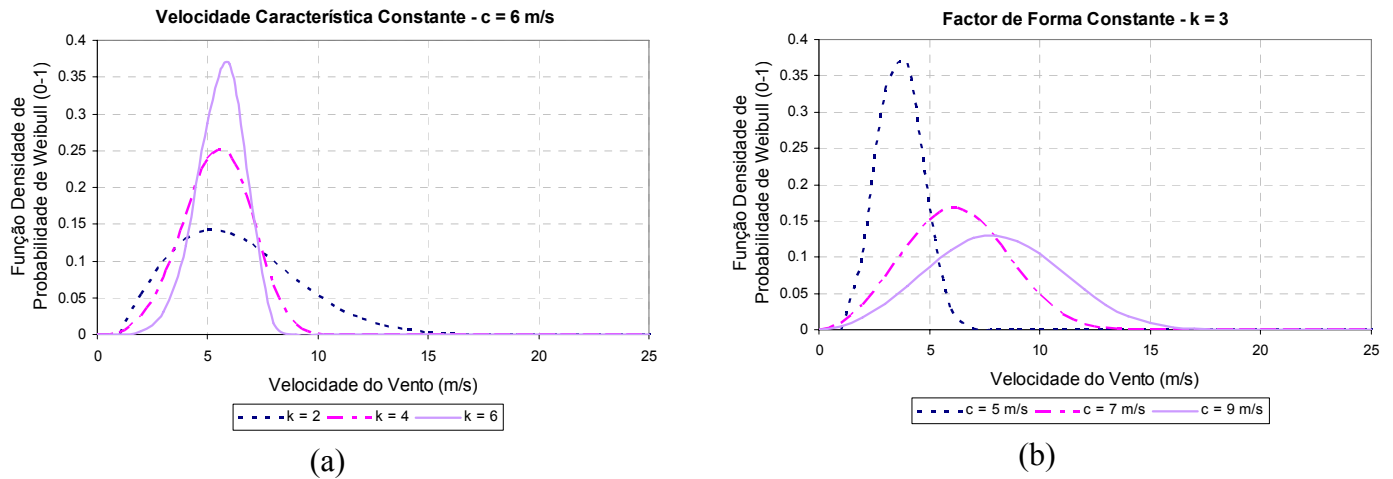 Velocidade Característica Constante - c = 6 m/s
0.4
0.35
0.3
0.25
0.2
0.15
0.1
0.05
0
Função Densidade de
Probabilidade de Weibull (0-1)
0 5 10 15 20 25
Velocidade do Vento (m/s)
k = 2 k = 4 k = 6
(a)
Factor de Forma Constante - k = 3
0.4
0.35
0.3
0.25
0.2
0.15
0.1
0.05
0
Função Densidade de
Probabilidade de Weibull (0-1)
0 5 10 15 20 25
Velocidade do Vento (m/s)
c = 5 m/s c = 7 m/s c = 9 m/s
(b)